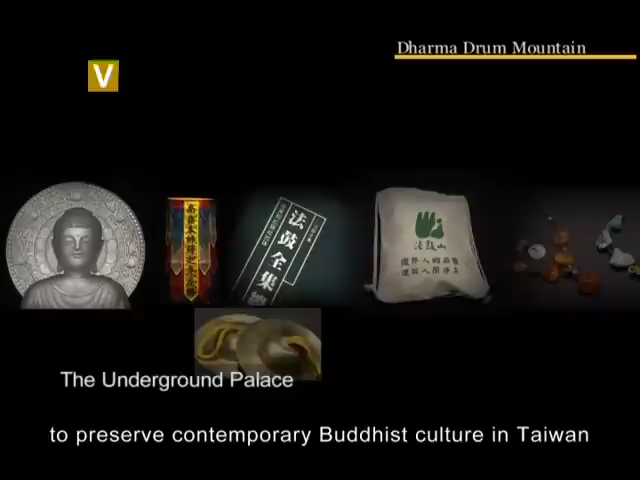 Dharma Drum Mountain
V
法鼓全集
法鼓山
The Underground Palace
to preserve contemporary Buddhist culture in Taiwan